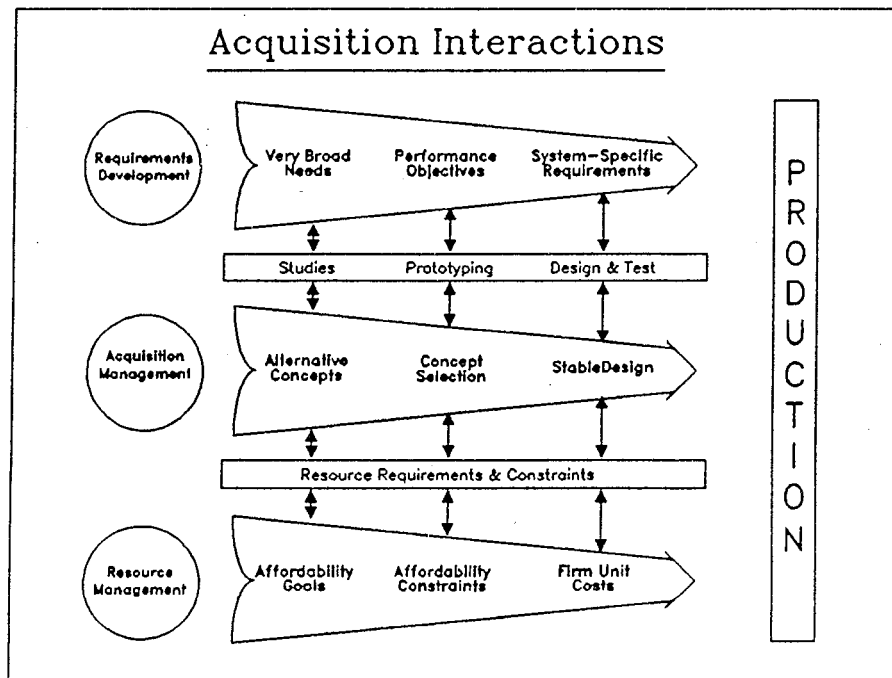 Acquisition Interactions
Requirements
Development
Very Broad
Needs
Performance
Objectives
System-Specific
Requirements
Studies
Prototyping
Design & Test
Acquisition
Management
Alternative
Concepts
Concept
Selection
StableDesign
Resource Requirements & Constraints
Resource
Management
Affordability
Goals
Affordability
Constraints
Firm Unit
Costs
PRODUCTION